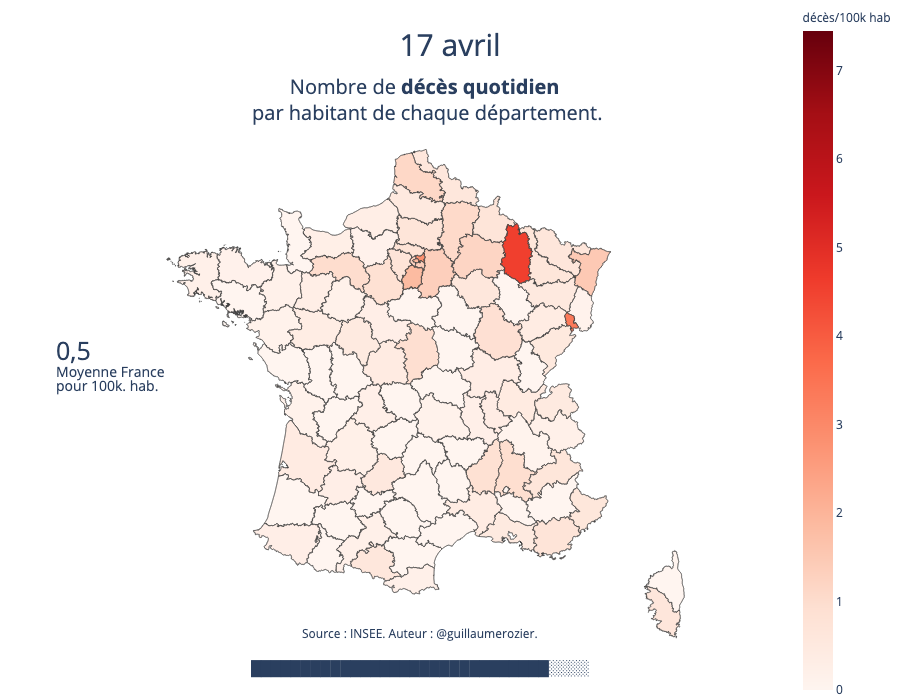 décès/100k hab
17 avril
Nombre de décès quotidien
par habitant de chaque département.
7
6
5
4
3
2
1
0
0,5
Moyenne France
pour 100k. hab.
Source : INSEE. Auteur : @guillaumerozier.